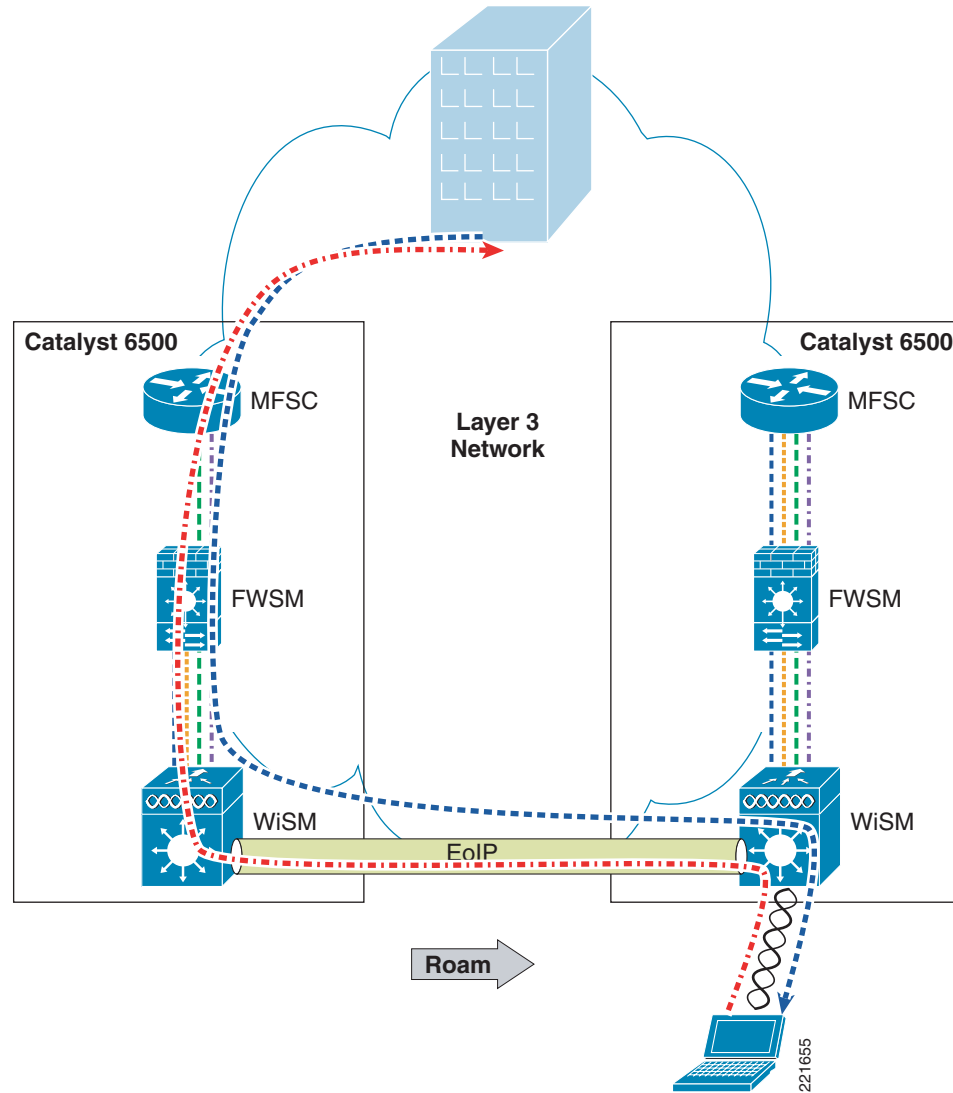 Catalyst 6500
Catalyst 6500
MFSC
MFSC
Layer 3
Network
FWSM
FWSM
WiSM
WiSM
EoIP
Roam
221655